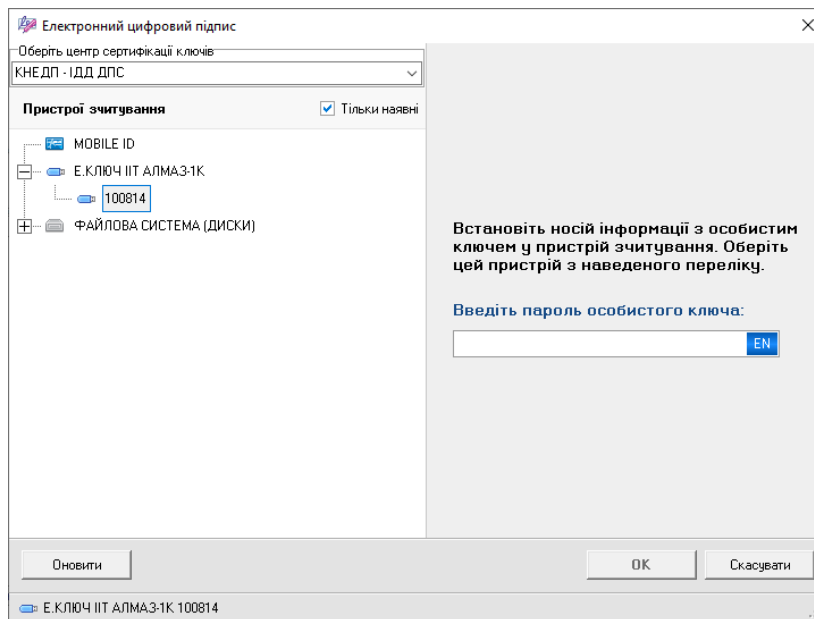 Електронний цифровий підпис
Оберіть центр сертифікації ключів
КНЕДП - ІДД ДПС
Пристрої зчитування
Тільки наявні
MOBILE ID
Е.КЛЮЧ ІІТ АЛМАЗ-1К
100814
ФАЙЛОВА СИСТЕМА (ДИСКИ)
Встановіть носій інформації з особистим
ключем у пристрій зчитування. Оберіть
цей пристрій з наведеного переліку.
Введіть пароль особистого ключа:
EN
Оновити
OK
Скасувати
Е.КЛЮЧ ІІТ АЛМАЗ-1К 100814